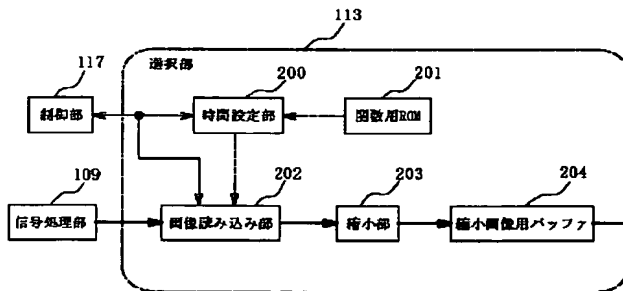 113
117
選択部
200
201
制御部
時間設定部
関数用ROM
109
202
203
204
信号処理部
画像読み込み部
縮小部
縮小画像用バッファ